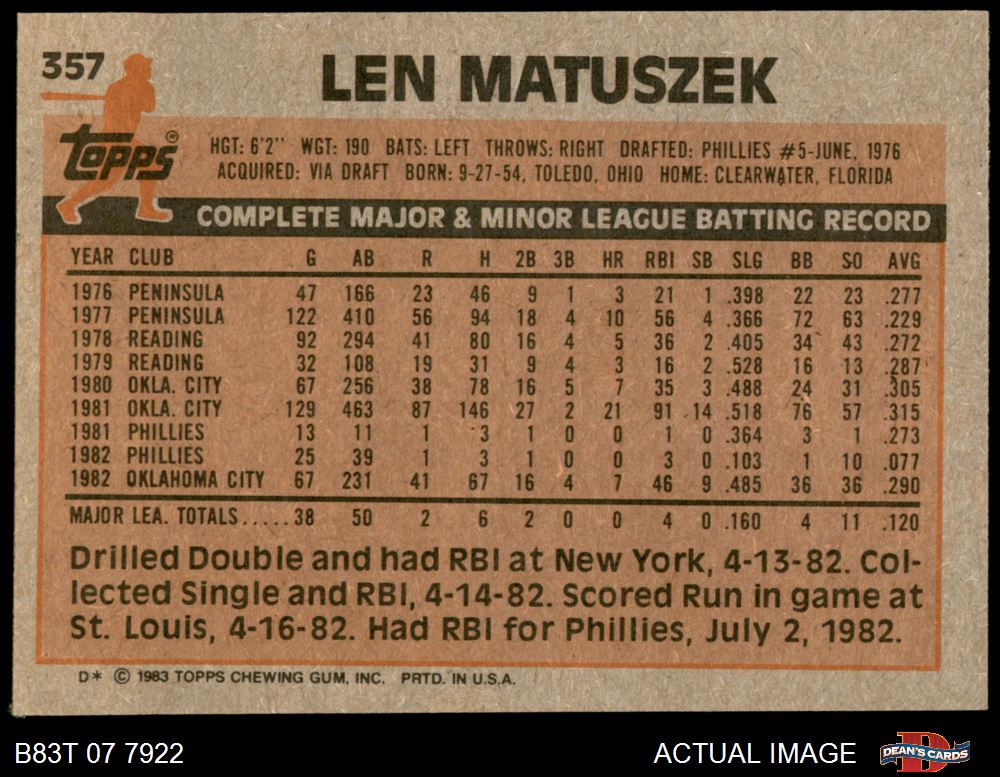 357
LEN MATUSZEK
Topps®
HGT: 6'2" WGT: 190 BATS: LEFT THROWS: RIGHT DRAFTED: PHILLIES #5-JUNE, 1976
ACQUIRED: VIA DRAFT BORN: 9-27-54, TOLEDO, OHIO HOME: CLEARWATER, FLORIDA
COMPLETE MAJOR & MINOR LEAGUE BATTING RECORD
YEAR CLUB G AB R H 2B 3B HR RBI SB SLG BB SO AVG
1976 PENINSULA 47 166 23 46 9 1 3 21 1 .398 22 23 .277
1977 PENINSULA 122 410 56 94 18 4 10 56 4 .366 72 63 .229
1978 READING 92 294 41 80 16 4 5 36 2 .405 34 43 .272
1979 READING 32 108 19 31 9 4 3 16 2 .528 16 13 .287
1980 OKLA. CITY 67 256 38 78 16 5 7 35 3 .488 24 31 .305
1981 OKLA. CITY 129 463 87 146 27 2 21 91 14 .518 76 57 .315
1981 PHILLIES 13 11 1 3 1 0 0 1 0 .364 3 1 .273
1982 PHILLIES 25 39 1 3 1 0 0 3 0 .103 1 10 .077
1982 OKLAHOMA CITY 67 231 41 67 16 4 7 46 9 .485 36 36 .290
MAJOR LEA. TOTALS.....38 50 2 6 2 0 0 4 0 .160 4 11 .120
Drilled Double and had RBI at New York, 4-13-82. Col-
lected Single and RBI, 4-14-82. Scored Run in game at
St. Louis, 4-16-82. Had RBI for Phillies, July 2, 1982.
D* © 1983 TOPPS CHEWING GUM, INC. PRTD. IN U.S.A.
B83T 07 7922
ACTUAL IMAGE
DEAN'S CARDS